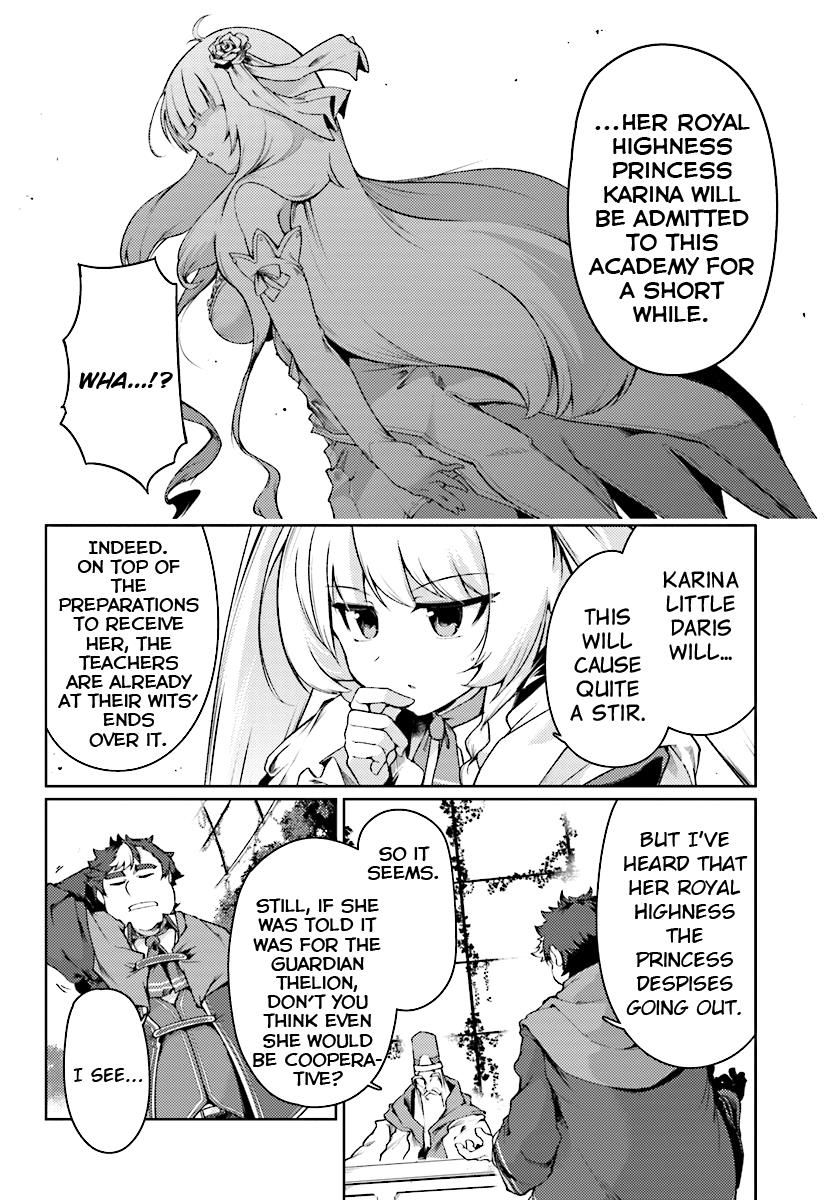 ...HER ROYAL
HIGHNESS
PRINCESS
KARINA WILL
BE ADMITTED
TO THIS
ACADEMY FOR
A SHORT
WHILE.
WHA...!?
KARINA
LITTLE
DARIS
WILL...
THIS
WILL
CAUSE
QUITE
A STIR.
INDEED.
ON TOP OF
THE
PREPARATIONS
TO RECEIVE
HER, THE
TEACHERS
ARE ALREADY
AT THEIR WITS'
ENDS
OVER IT.
BUT I'VE
HEARD THAT
HER ROYAL
HIGHNESS
THE
PRINCESS
DESPISES
GOING OUT.
SO IT
SEEMS.
STILL, IF SHE
WAS TOLD IT
WAS FOR THE
GUARDIAN
THELION,
DON'T YOU
THINK EVEN
SHE WOULD
BE COOPERA-
TIVE?
I SEE...